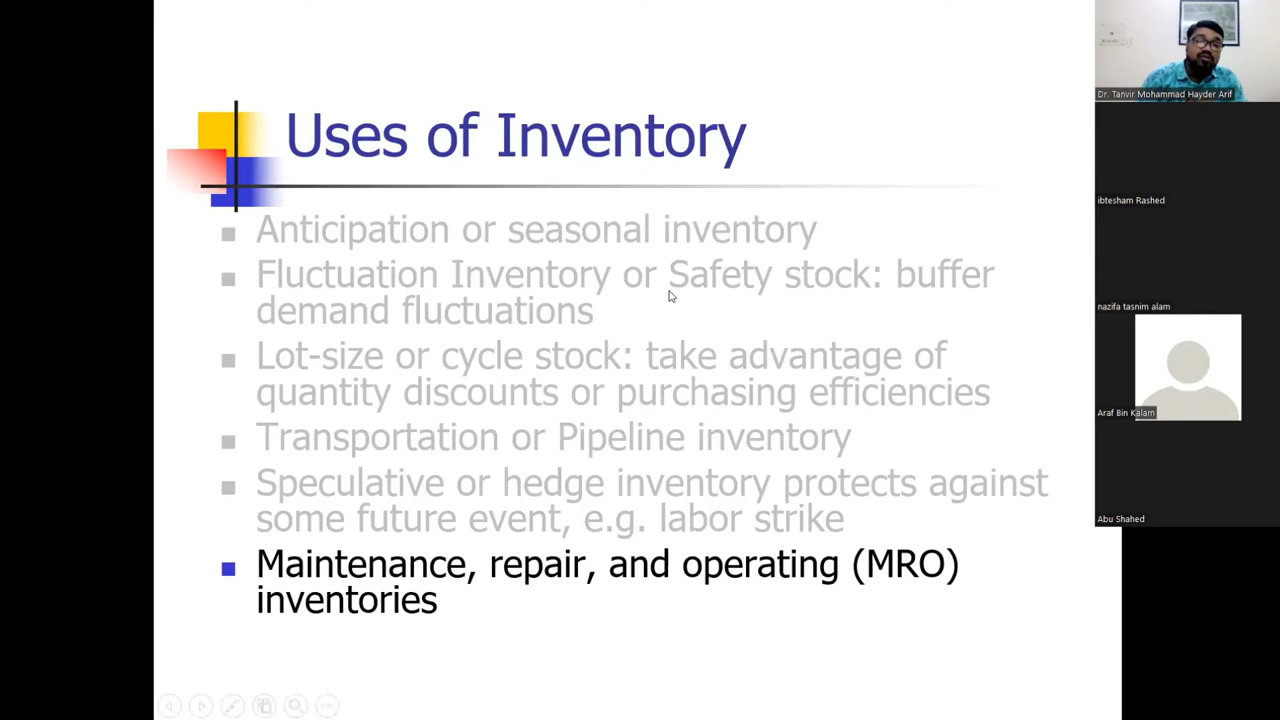 Uses of Inventory
Anticipation or seasonal inventory
Fluctuation Inventory or Safety stock: buffer
demand fluctuations
Lot-size or cycle stock: take advantage of
quantity discounts or purchasing efficiencies
Transportation or Pipeline inventory
Speculative or hedge inventory protects against
some future event, e.g. labor strike
Maintenance, repair, and operating (MRO)
inventories
Dr. Tanvir Mohammad Hayder Arif
ibtesham Rashed
nazifa tasnim alam
Araf Bin Kalam
Abu Shahed